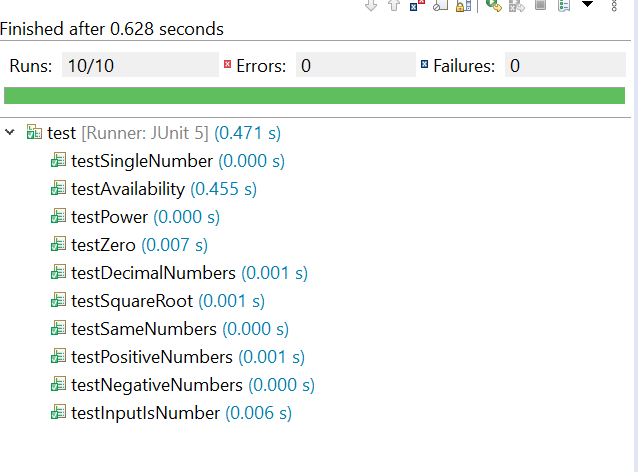 Finished after 0.628 seconds
Runs: 10/10 Errors: 0 Failures: 0
test [Runner: JUnit 5] (0.471 s)
testSingleNumber (0.000 s)
testAvailability (0.455 s)
testPower (0.000 s)
testZero (0.007 s)
testDecimalNumbers (0.001 s)
testSquareRoot (0.001 s)
testSameNumbers (0.000 s)
testPositiveNumbers (0.001 s)
testNegativeNumbers (0.000 s)
testInputIsNumber (0.006 s)